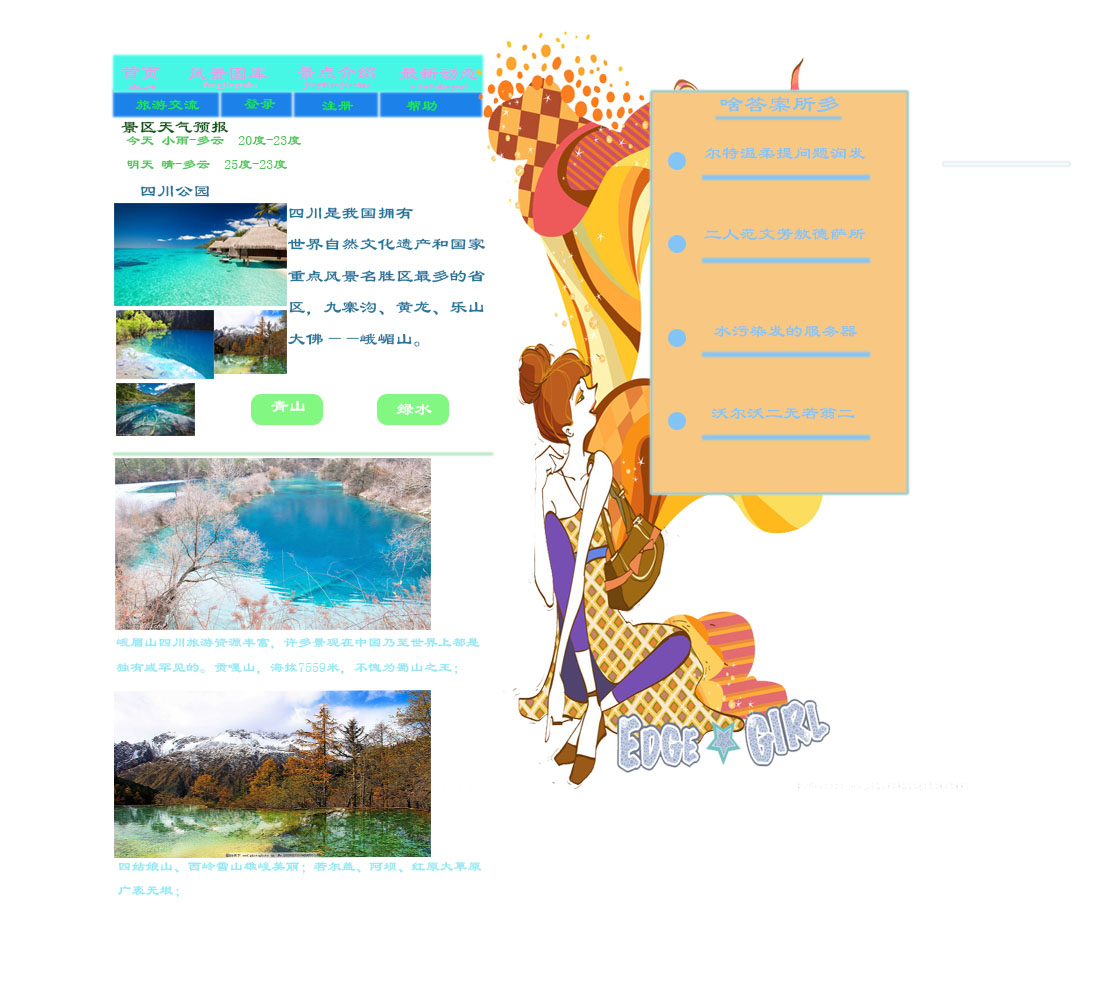 首页 风景图库 景点介绍 最新动态
旅游交流 登录 注册 帮助
景区天气预报
今天 小雨-多云 20度-23度
明天 晴-多云 25度-23度
四川公园
四川是我国拥有
世界自然文化遗产和国家
重点风景名胜区最多的省
区，九寨沟、黄龙、乐山
大佛－－峨嵋山。
青山 绿水
峨眉山四川旅游资源丰富，许多景观在中国乃至世界上都是
独有或罕见的。贡嘎山，海拔7559米，不愧为蜀山之王；
四姑娘山、西岭雪山雄峻美丽；若尔盖、阿坝、红原大草原
广袤无垠；
啥答案所多
尔特温柔提问题润发
二人范文芳敖德萨所
水污染发的服务器
沃尔沃二无若翁二
EDGE GIRL